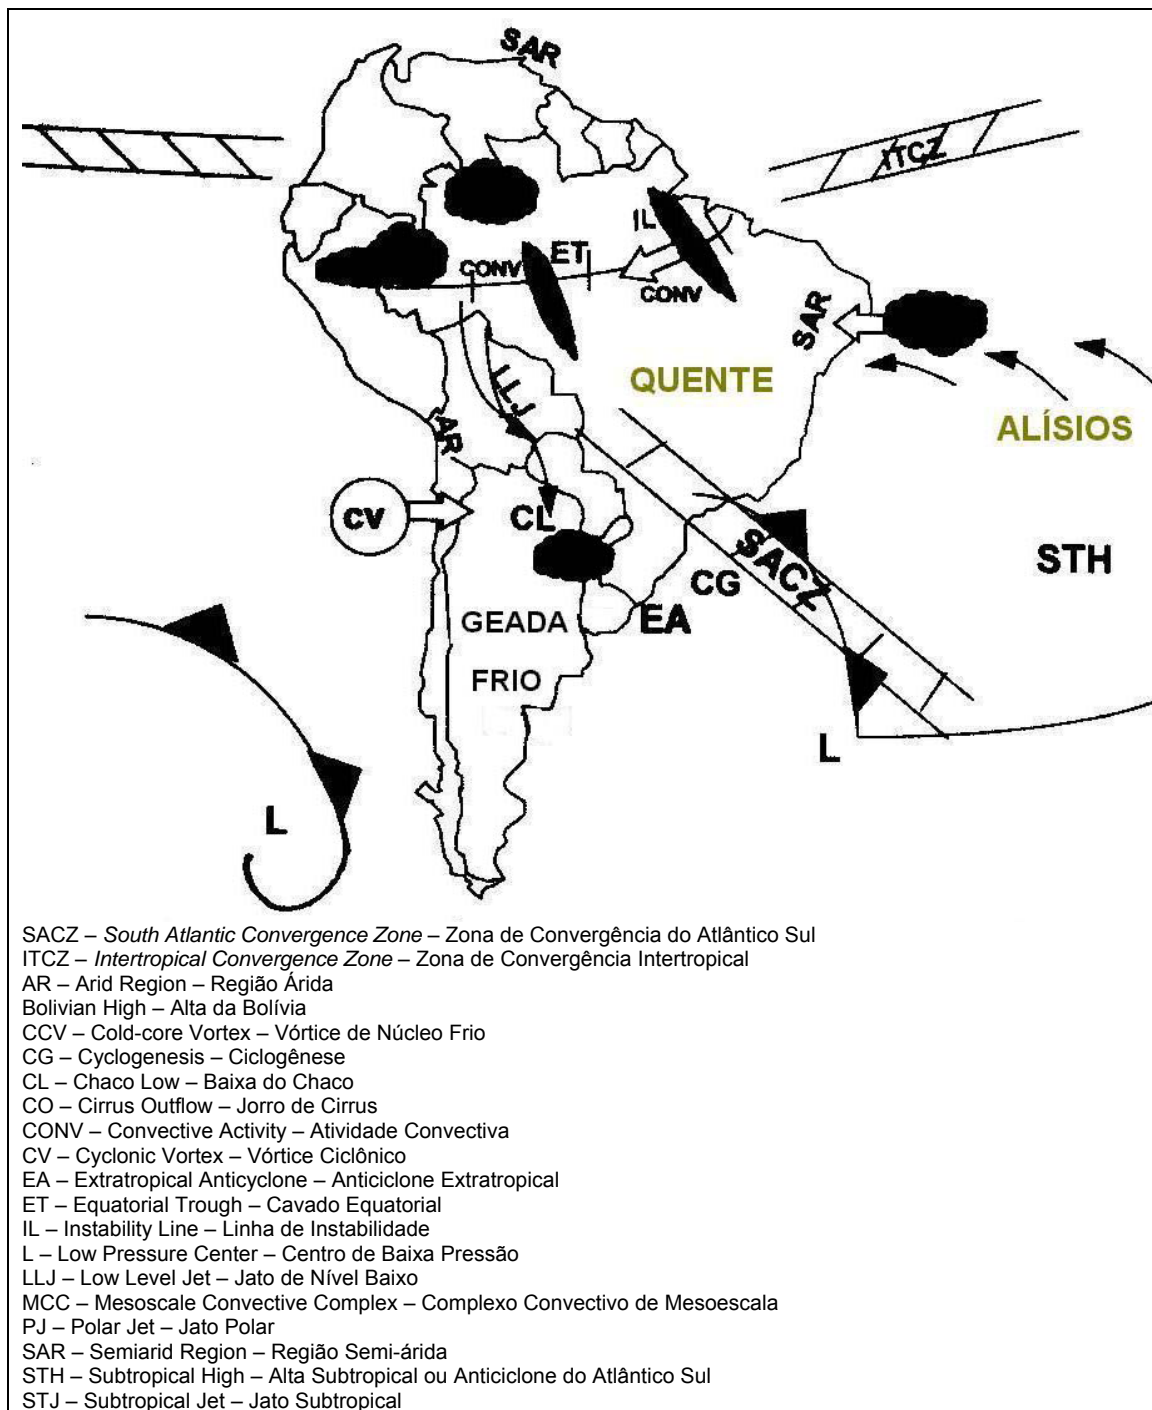 SAR
ITCZ
IL
ET
CONV
CONV
SAR
QUENTE
LLJ
ALÍSIOS
AR
CV
CL
STH
SACZ
CG
GEADA
EA
FRIO
L
L
SACZ – South Atlantic Convergence Zone – Zona de Convergência do Atlântico Sul
ITCZ – Intertropical Convergence Zone – Zona de Convergência Intertropical
AR – Arid Region – Região Árida
Bolivian High – Alta da Bolívia
CCV – Cold-core Vortex – Vórtice de Núcleo Frio
CG – Cyclogenesis – Ciclogênese
CL – Chaco Low – Baixa do Chaco
CO – Cirrus Outflow – Jorro de Cirrus
CONV – Convective Activity – Atividade Convectiva
CV – Cyclonic Vortex – Vórtice Ciclônico
EA – Extratropical Anticyclone – Anticiclone Extratropical
ET – Equatorial Trough – Cavado Equatorial
IL – Instability Line – Linha de Instabilidade
L – Low Pressure Center – Centro de Baixa Pressão
LLJ – Low Level Jet – Jato de Nível Baixo
MCC – Mesoscale Convective Complex – Complexo Convectivo de Mesoescala
PJ – Polar Jet – Jato Polar
SAR – Semiarid Region – Região Semi-árida
STH – Subtropical High – Alta Subtropical ou Anticiclone do Atlântico Sul
STJ – Subtropical Jet – Jato Subtropical